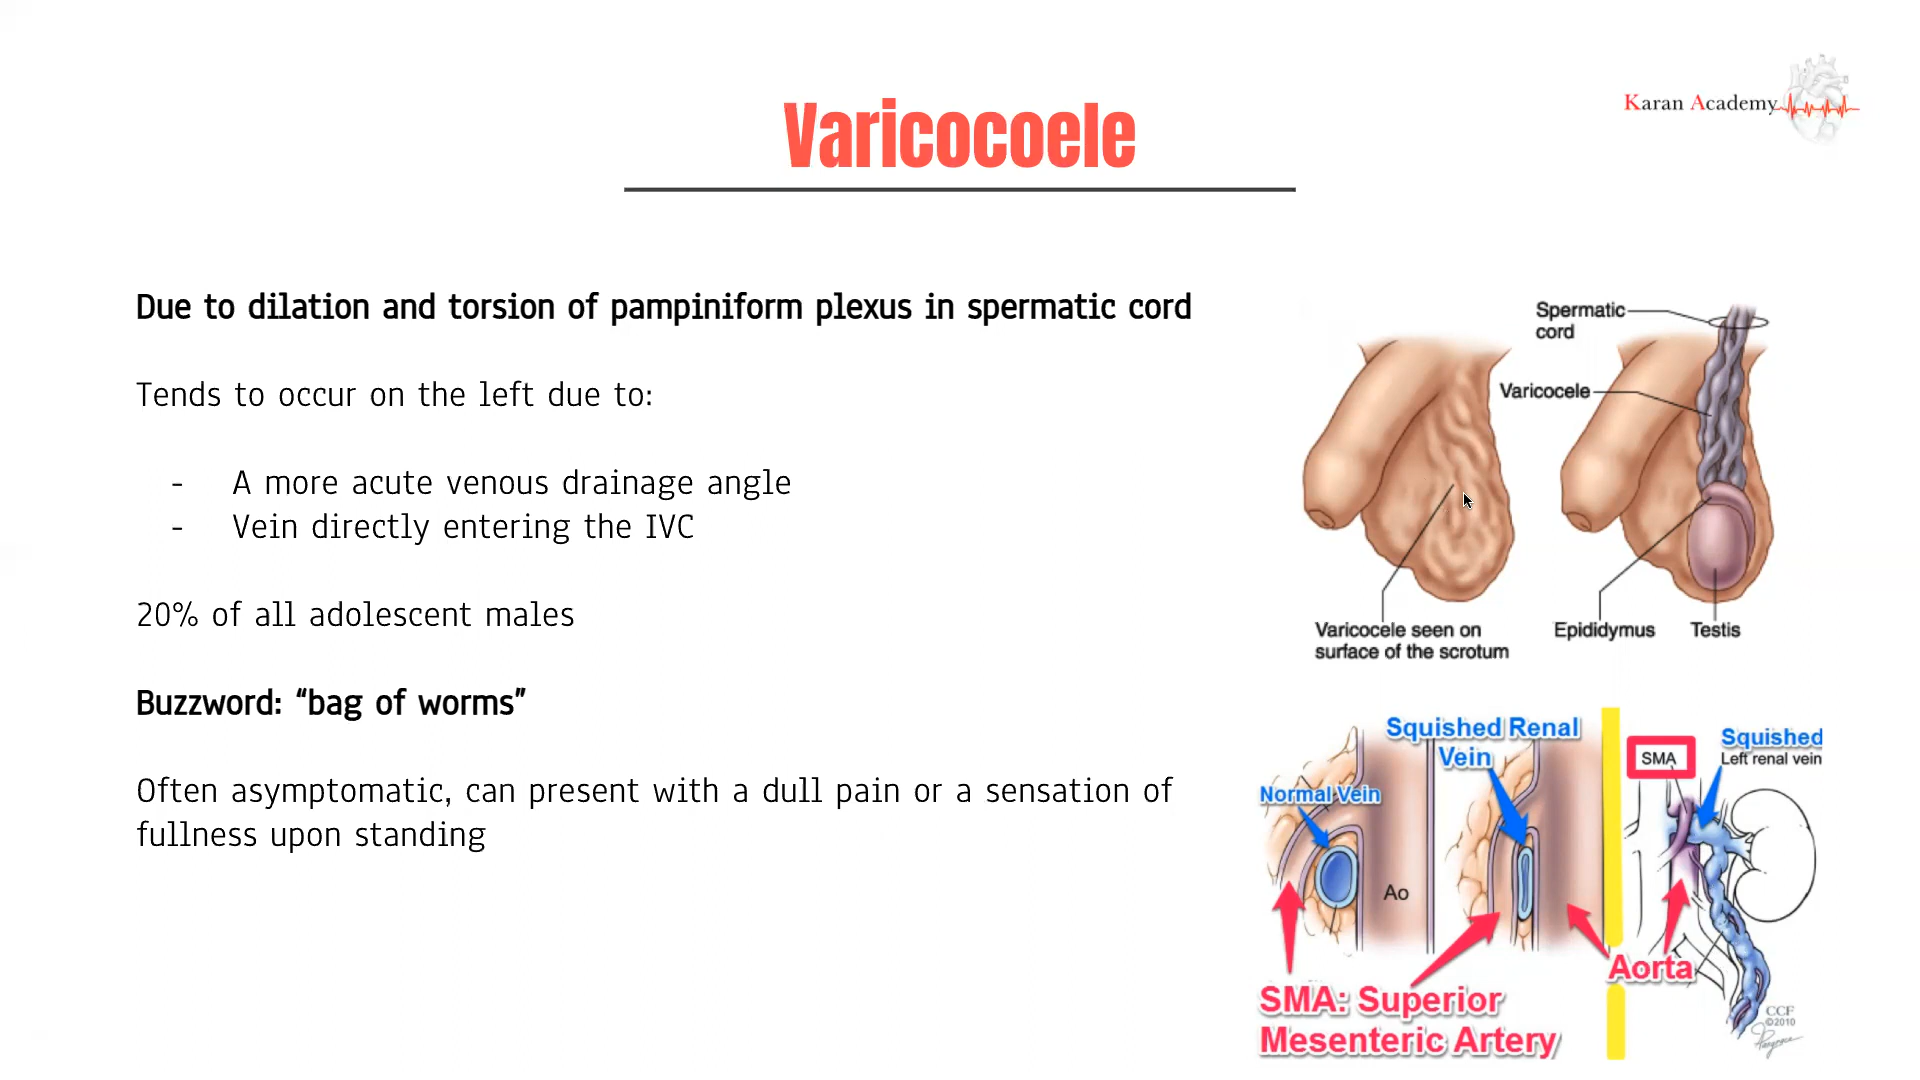 Karan Academy
Varicocoele
Due to dilation and torsion of pampiniform plexus in spermatic cord
Tends to occur on the left due to:
- A more acute venous drainage angle
- Vein directly entering the IVC
20% of all adolescent males
Buzzword: “bag of worms”
Often asymptomatic, can present with a dull pain or a sensation of
fullness upon standing
Spermatic
cord
Varicocele
Varicocele seen on
surface of the scrotum
Epididymus
Testis
Squished Renal
Vein
Normal Vein
Ao
SMA
Squished
Left renal vein
Aorta
SMA: Superior
Mesenteric Artery
CCF
©2010